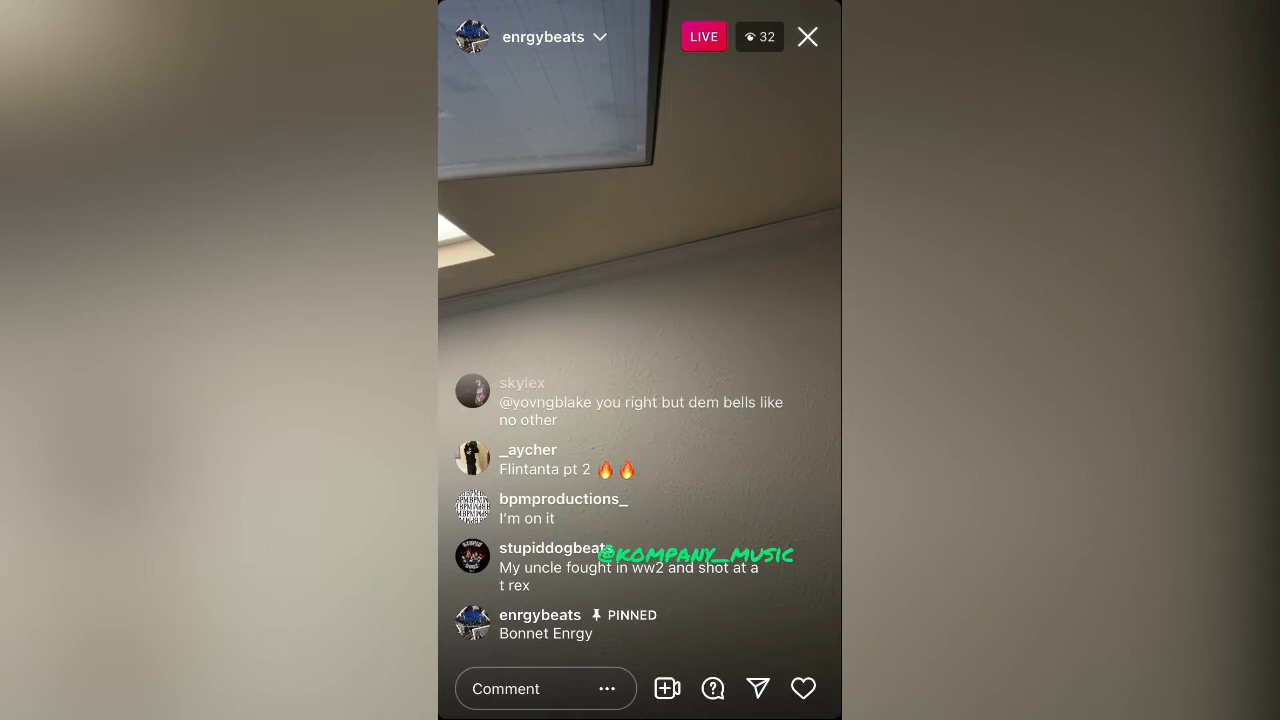 enrgybeats
LIVE
32
skylex
@yovngblake you right but dem bells like
no other
_aycher
Flintanta pt 2 🔥🔥
bpmproductions_
I'm on it
stupiddogbeats
@KOMPANY_MUSIC
My uncle fought in ww2 and shot at a
t rex
enrgybeats PINNED
Bonnet Enrgy
Comment